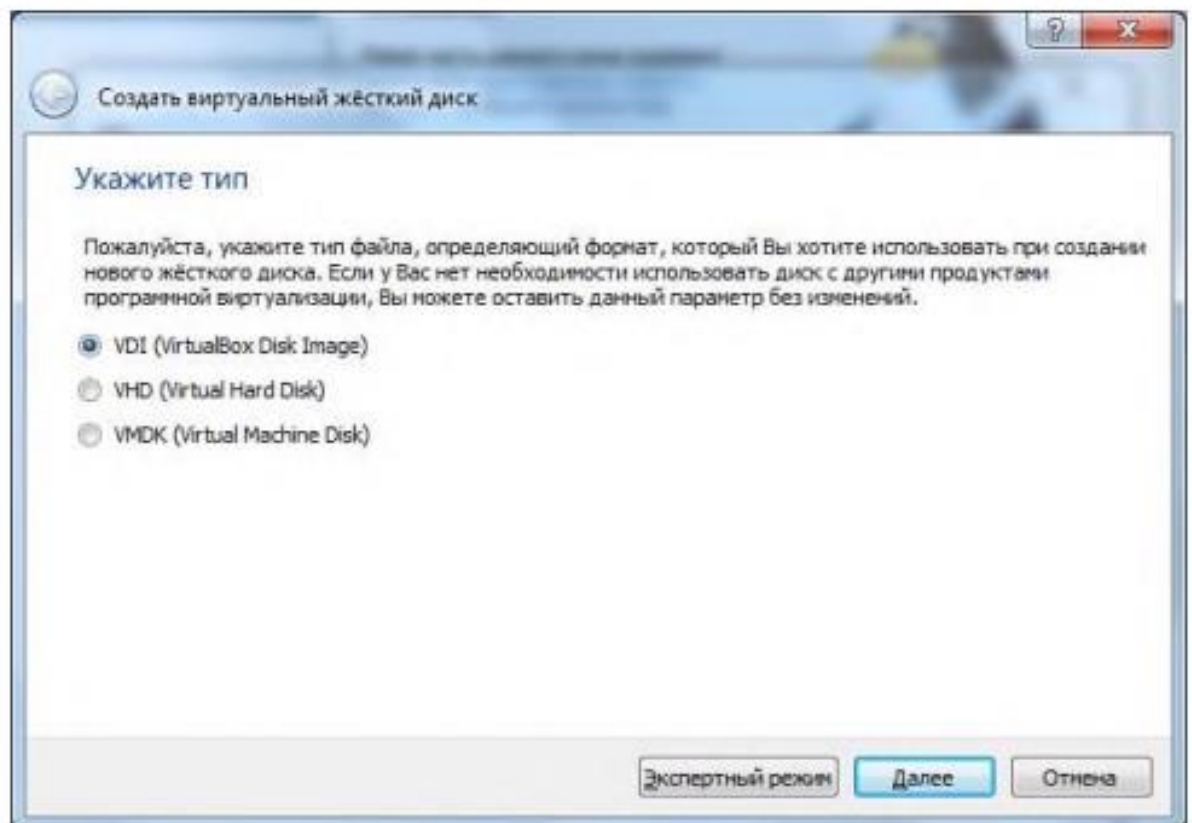 ?
X
Создать виртуальный жёсткий диск
Укажите тип
Пожалуйста, укажите тип файла, определяющий формат, который Вы хотите использовать при создании
нового жёсткого диска. Если у Вас нет необходимости использовать диск с другими продуктами
программной виртуализации, Вы можете оставить данный параметр без изменений.
VDI (VirtualBox Disk Image)
VHD (Virtual Hard Disk)
VMDK (Virtual Machine Disk)
Экспертный режим
Далее
Отмена